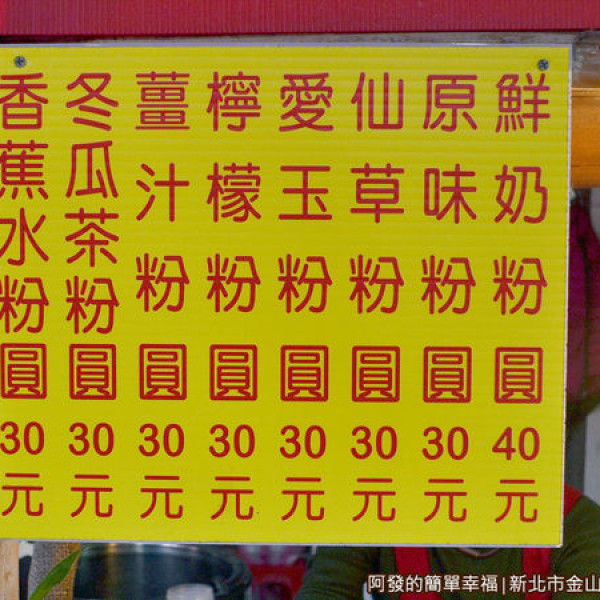 鮮奶粉圓40元
原味粉圓30元
仙草粉圓30元
愛玉粉圓30元
檸檬粉圓30元
薑汁粉圓30元
冬瓜茶粉圓30元
香蕉水粉圓30元
阿發的簡單幸福|新北市金山